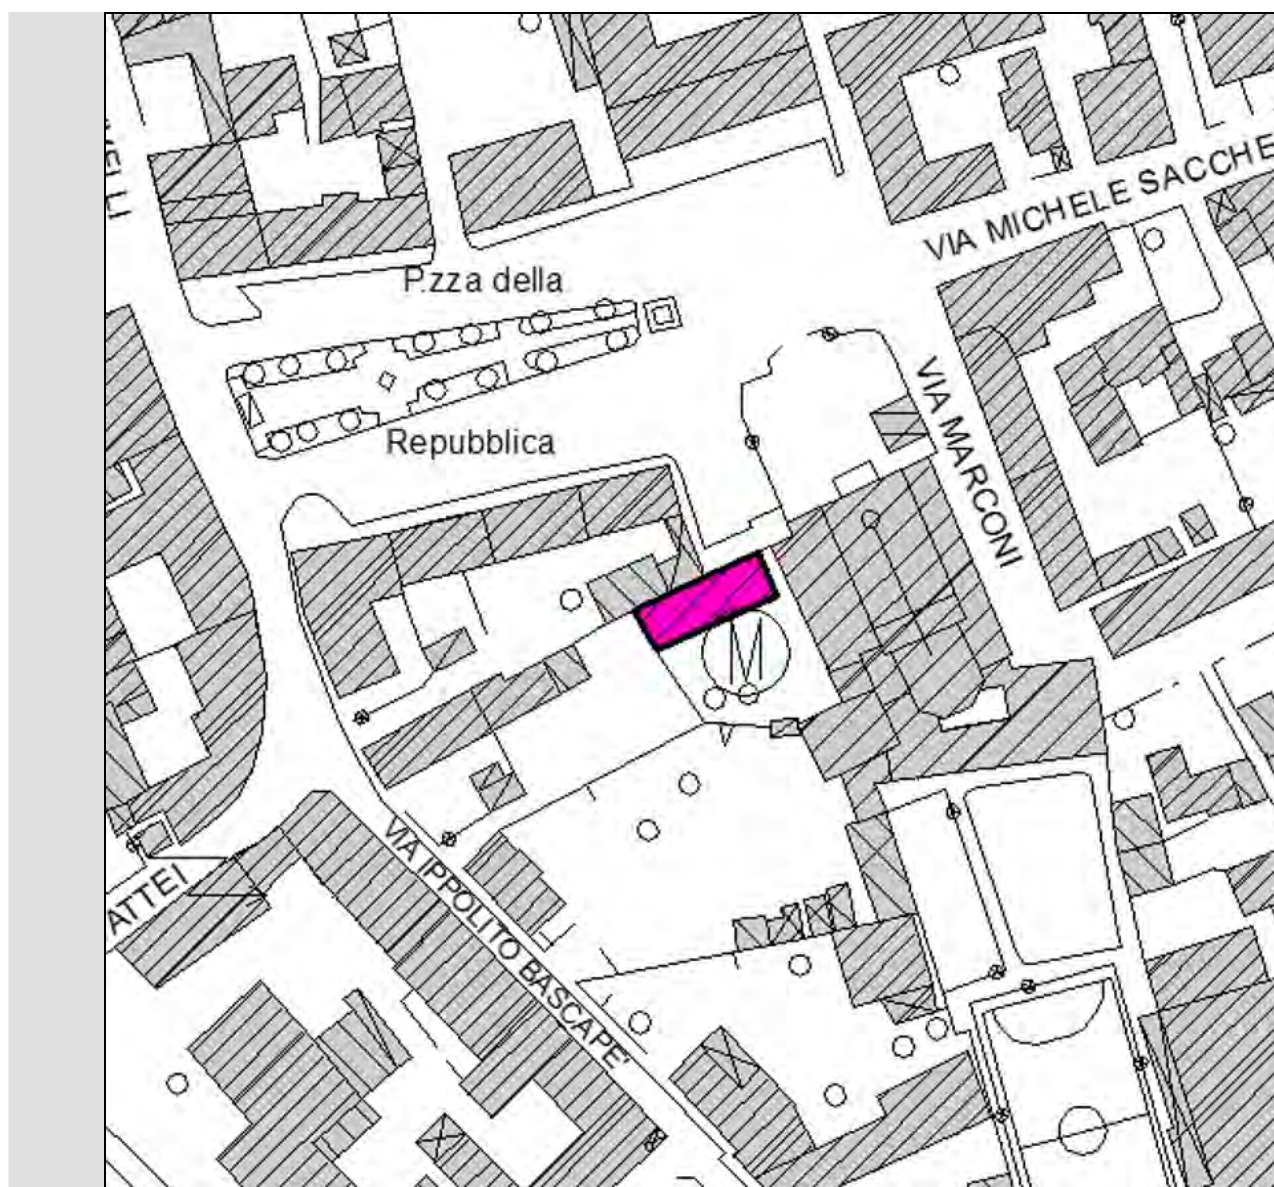 VIA MICHELE SACCHE
P.zza della
Repubblica
VIA MARCONI
M
VIA IPPOLITO BASCAPE'
ATTEI